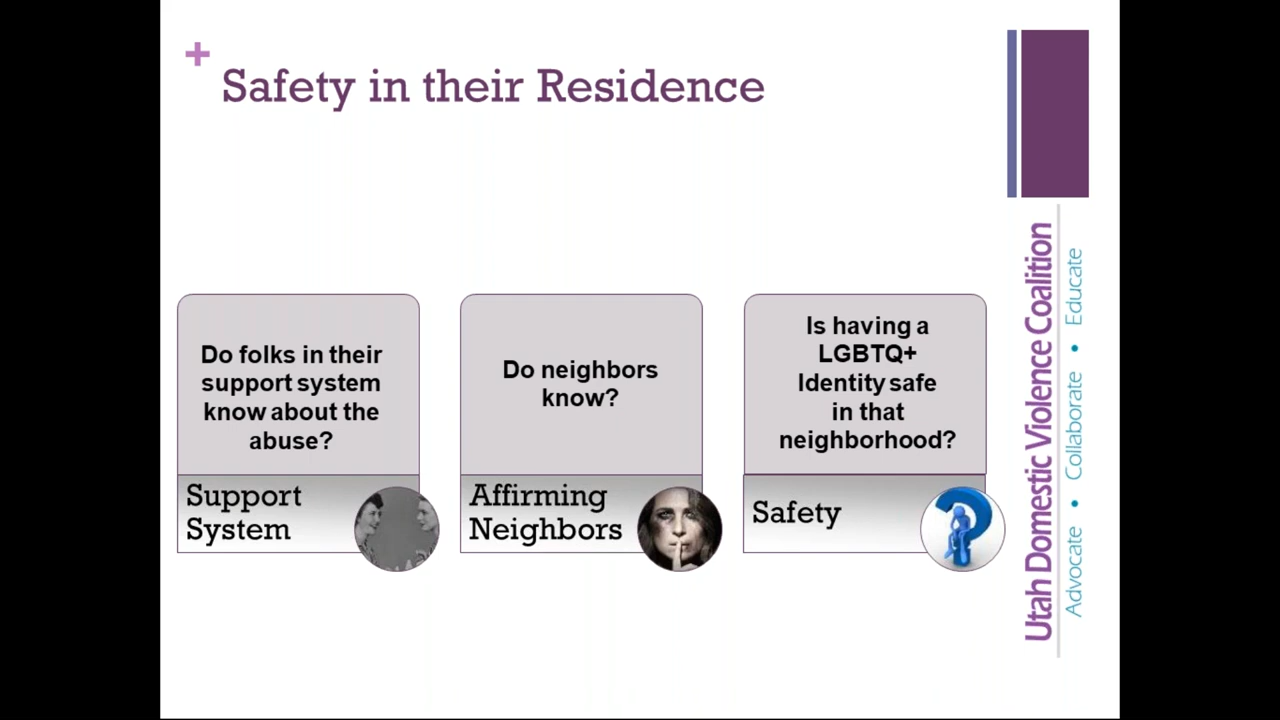 +
Safety in their Residence
Do folks in their
support system
know about the
abuse?
Support
System
Do neighbors
know?
Affirming
Neighbors
Is having a
LGBTQ+
Identity safe
in that
neighborhood?
Safety
Utah Domestic Violence Coalition
Advocate • Collaborate • Educate